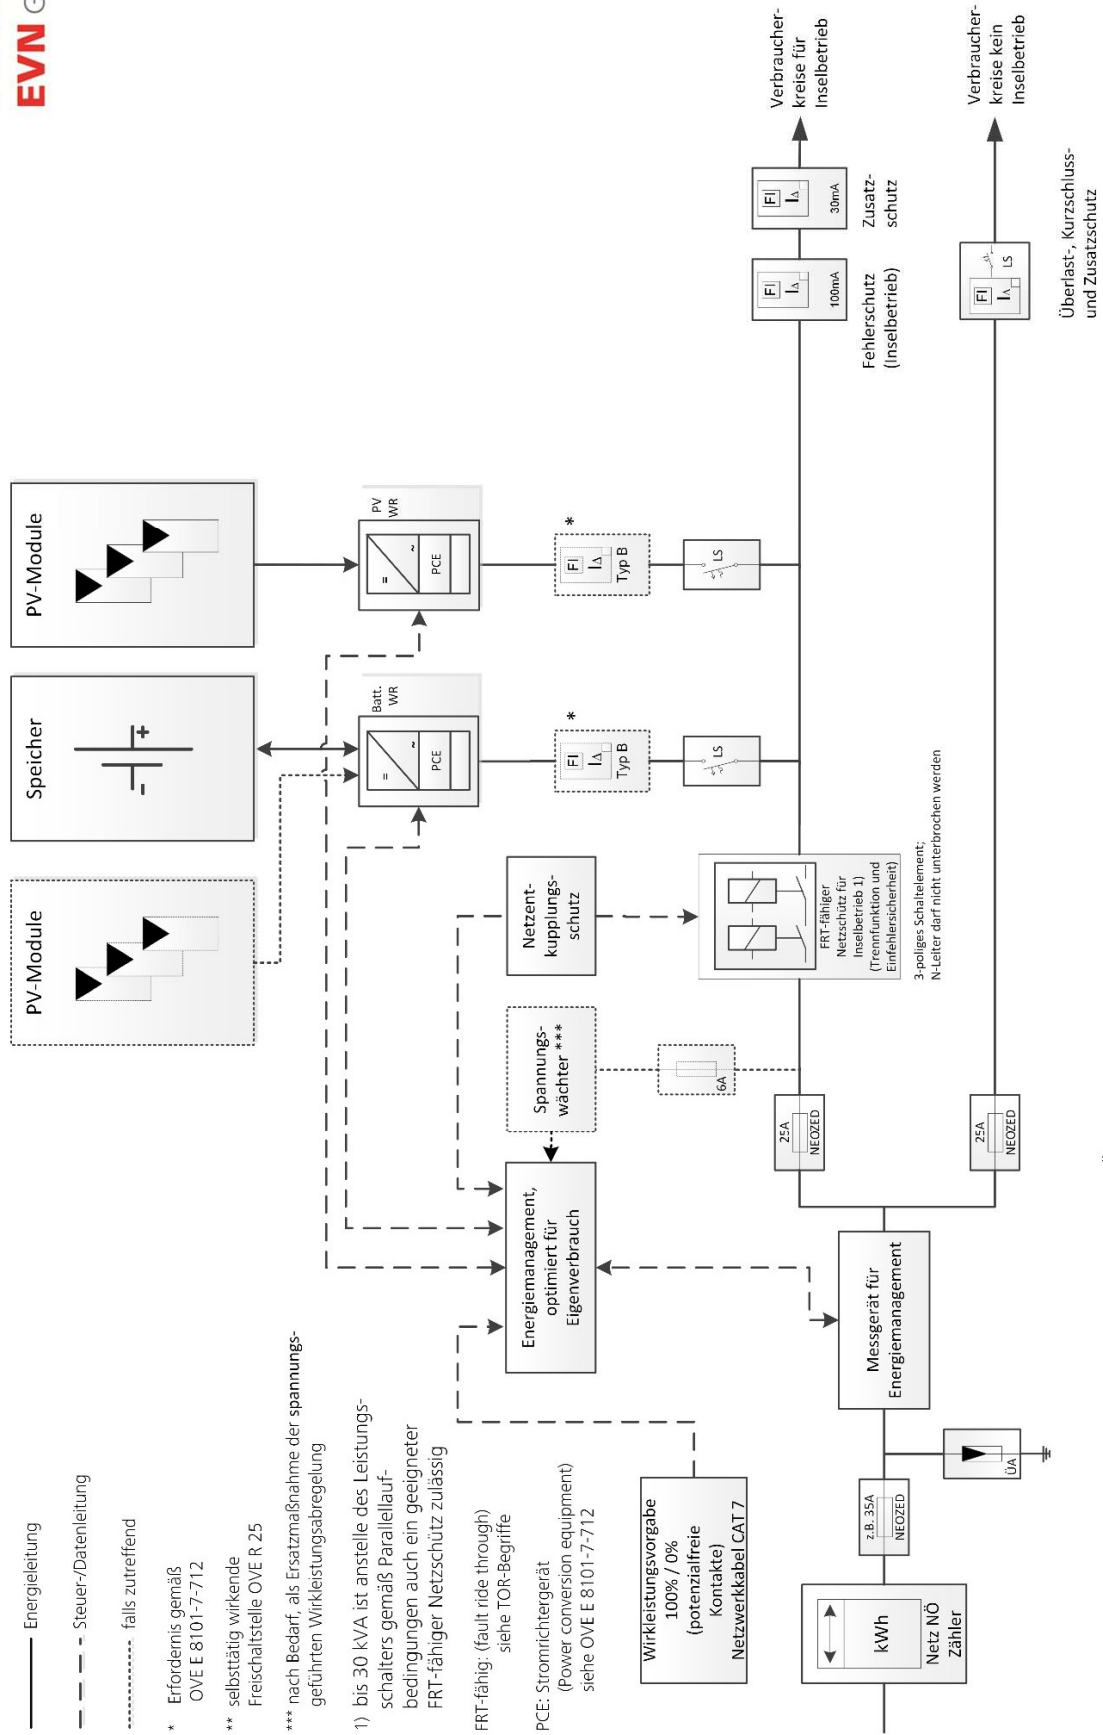 EVN
Energieleitung
Steuer-/Datenleitung
falls zutreffend
* Erfordernis gemäß
OVE E 8101-7-712
** selbsttätig wirkende
Freischaltstelle OVE R 25
*** nach Bedarf, als Ersatzmaßnahme der spannungs-
geführten Wirkleistungsabregelung
1) bis 30 kVA ist anstelle des Leistungs-
schalters gemäß Parallellauf-
bedingungen auch ein geeigneter
FRT-fähiger Netzschütz zulässig
FRT-fähig: (fault ride through)
siehe TOR-Begriffe
PCE: Stromrichtergerät
(Power conversion equipment)
siehe OVE E 8101-7-712
PV-Module
Speicher
- +
PV-Module
Batt.
WR
= ~
PCE
PV
WR
= ~
PCE
FI
IΔ
Typ B
*
FI
IΔ
Typ B
*
LS
LS
Netzent-
kupplungs-
schutz
Spannungs-
wächter ***
6A
Energiemanagement,
optimiert für
Eigenverbrauch
Wirkleistungsvorgabe
100% / 0%
(potenzialfreie
Kontakte)
Netzwerkkabel CAT 7
FRT-fähiger
Netzschütz für
Inselbetrieb 1)
(Trennfunktion und
Einfehlersicherheit)
3-poliges Schaltelement;
N-Leiter darf nicht unterbrochen werden
kWh
Netz NÖ
Zähler
z.B. 35A
NEOZED
ÜA
Messgerät für
Energiemanagement
25A
NEOZED
25A
NEOZED
FI
IΔ
100mA
Fehlerschutz
(Inselbetrieb)
FI
IΔ
30mA
Zusatz-
schutz
Verbraucher-
kreise für
Inselbetrieb
FI
IΔ
LS
Überlast-, Kurzschluss-
und Zusatzschutz
Verbraucher-
kreise kein
Inselbetrieb